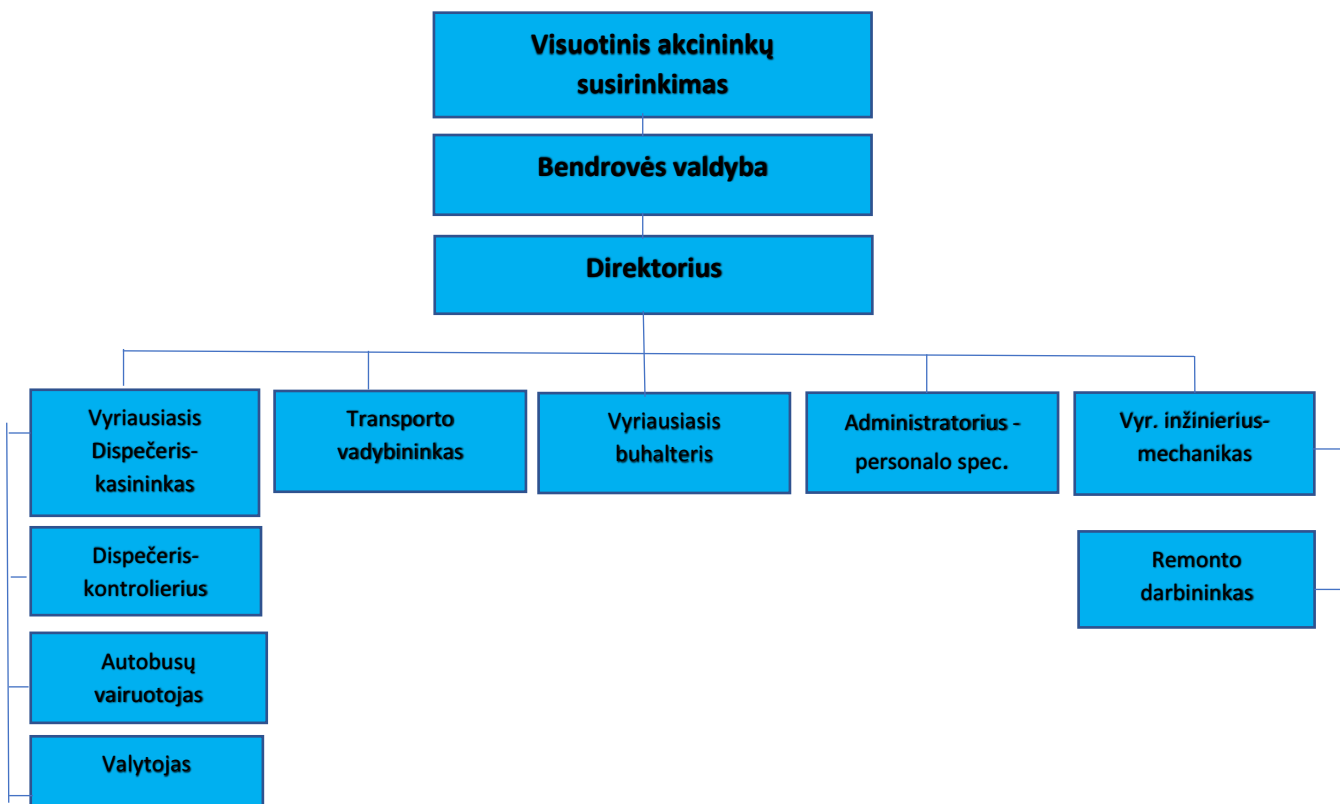 Visuotinis akcininkų
susirinkimas
Bendrovės valdyba
Direktorius
Vyriausiasis
Dispečeris-
kasininkas
Transporto
vadybininkas
Vyriausiasis
buhalteris
Administratorius -
personalo spec.
Vyr. inžinierius-
mechanikas
Dispečeris-
kontrolierius
Remonto
darbininkas
Autobusų
vairuotojas
Valytojas